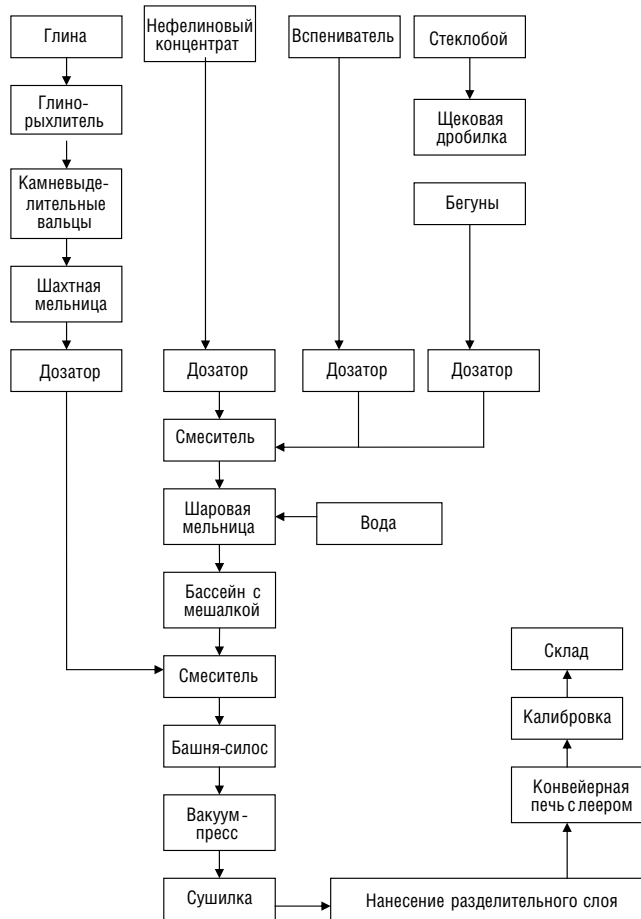 Глина
Нефелиновый
концентрат
Вспениватель
Стеклобой
Глино-
рыхлитель
Щековая
дробилка
Камневыде-
лительные
вальцы
Бегуны
Шахтная
мельница
Дозатор
Дозатор
Дозатор
Дозатор
Смеситель
Шаровая
мельница
Вода
Бассейн с
мешалкой
Смеситель
Склад
Башня-силос
Калибровка
Вакуум-
пресс
Конвейерная
печь с леером
Сушилка
Нанесение разделительного слоя